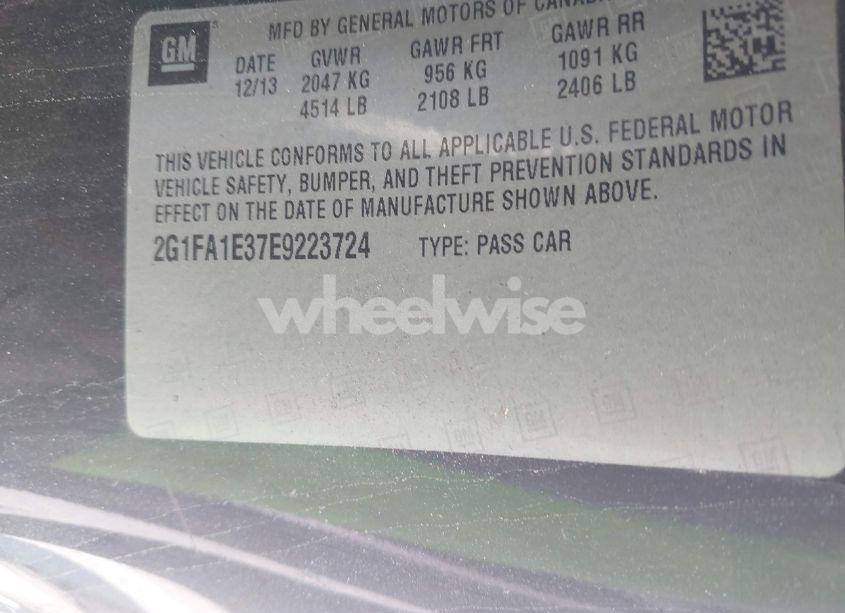 GM
MFD BY GENERAL MOTORS OF
DATE GVWR GAWR FRT GAWR RR
12/13 2047 KG 956 KG 1091 KG
4514 LB 2108 LB 2406 LB
THIS VEHICLE CONFORMS TO ALL APPLICABLE U.S. FEDERAL MOTOR
VEHICLE SAFETY, BUMPER, AND THEFT PREVENTION STANDARDS IN
EFFECT ON THE DATE OF MANUFACTURE SHOWN ABOVE.
2G1FA1E37E9223724 TYPE: PASS CAR
wheelwise